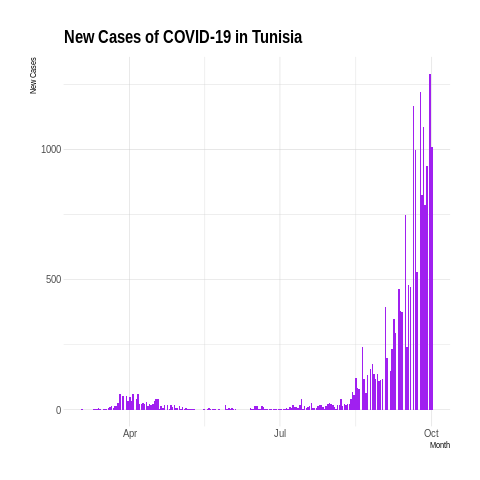 New Cases of COVID-19 in Tunisia
New Cases
1000
500
0
Apr
Jul
Oct
Month